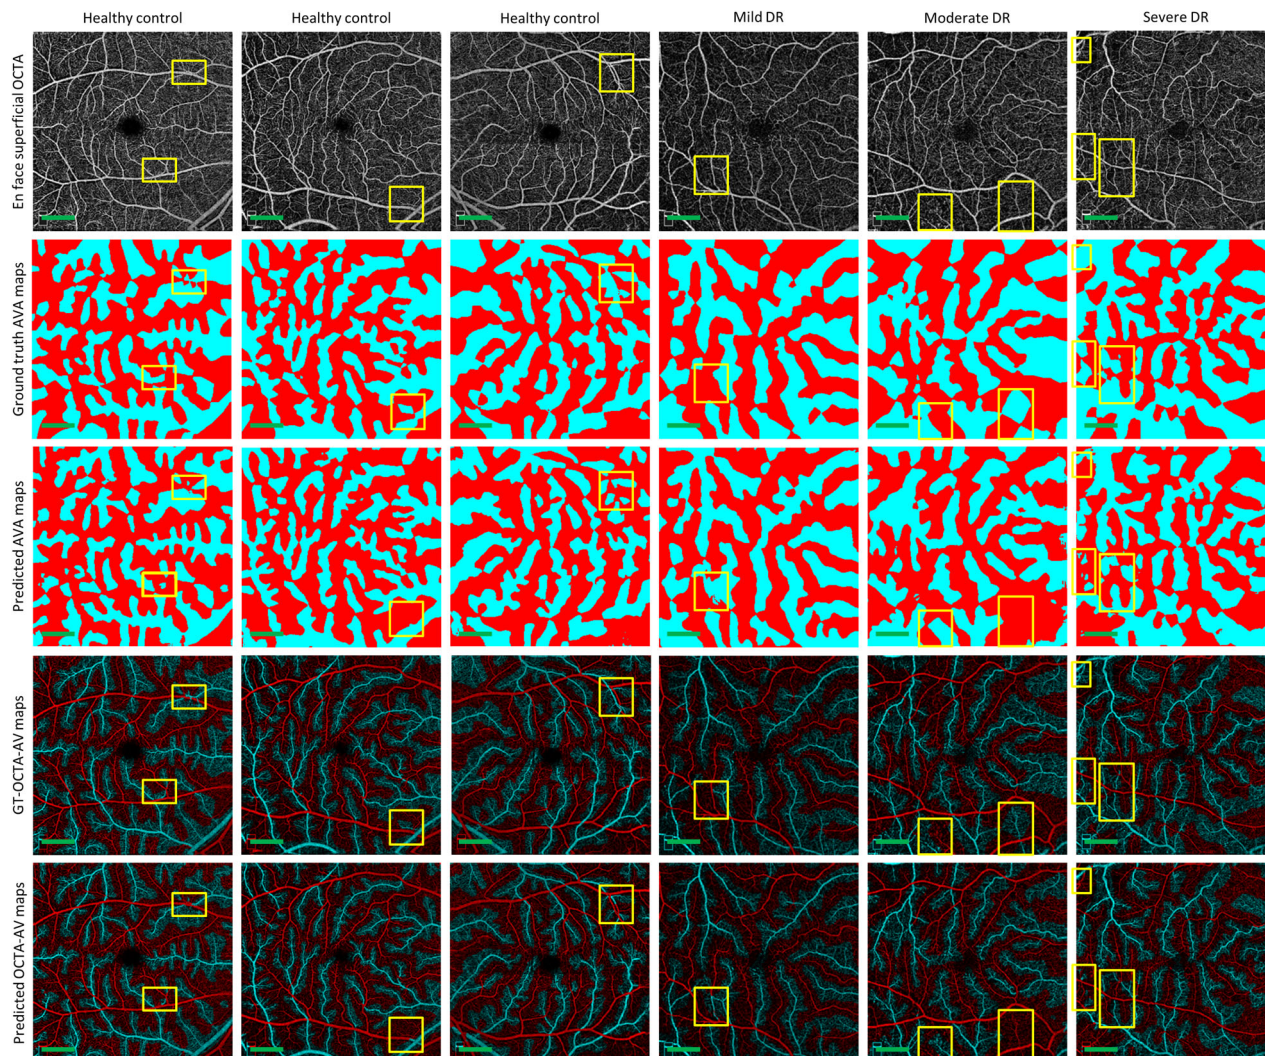 Healthy control
Healthy control
Healthy control
Mild DR
Moderate DR
Severe DR
En face superficial OCTA
Ground truth AVA maps
Predicted AVA maps
GT-OCTA-AV maps
Predicted OCTA-AV maps